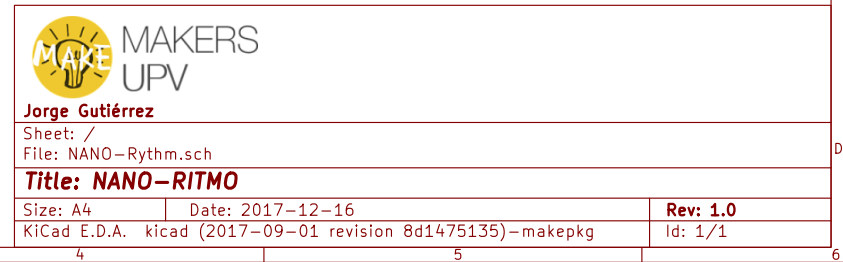 MAKE
MAKERS
UPV
Jorge Gutiérrez
Sheet: /
File: NANO-Rythm.sch
D
Title: NANO-RITMO
Size: A4 Date: 2017-12-16 Rev: 1.0
KiCad E.D.A. kicad (2017-09-01 revision 8d1475135)-makepkg Id: 1/1
4 5 6